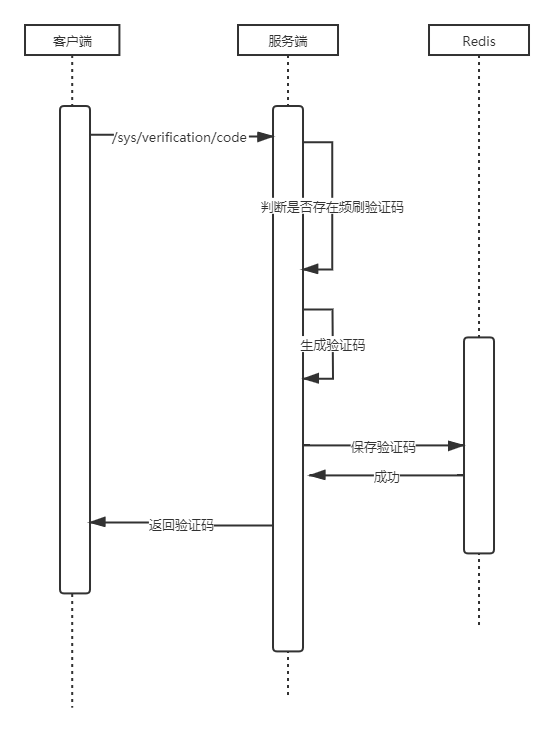 客户端
服务端
Redis
/sys/verification/code
判断是否存在频刷验证码
生成验证码
保存验证码
成功
返回验证码